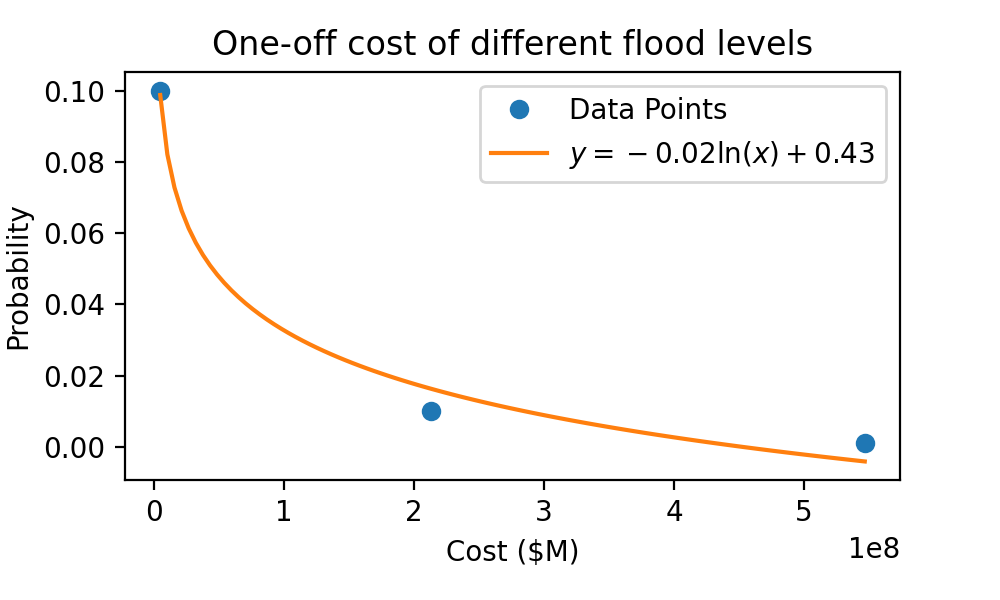 One-off cost of different flood levels
Data Points
y = −0.02ln(x) + 0.43
Probability
0.10
0.08
0.06
0.04
0.02
0.00
0
1
2
3
4
5
1e8
Cost ($M)